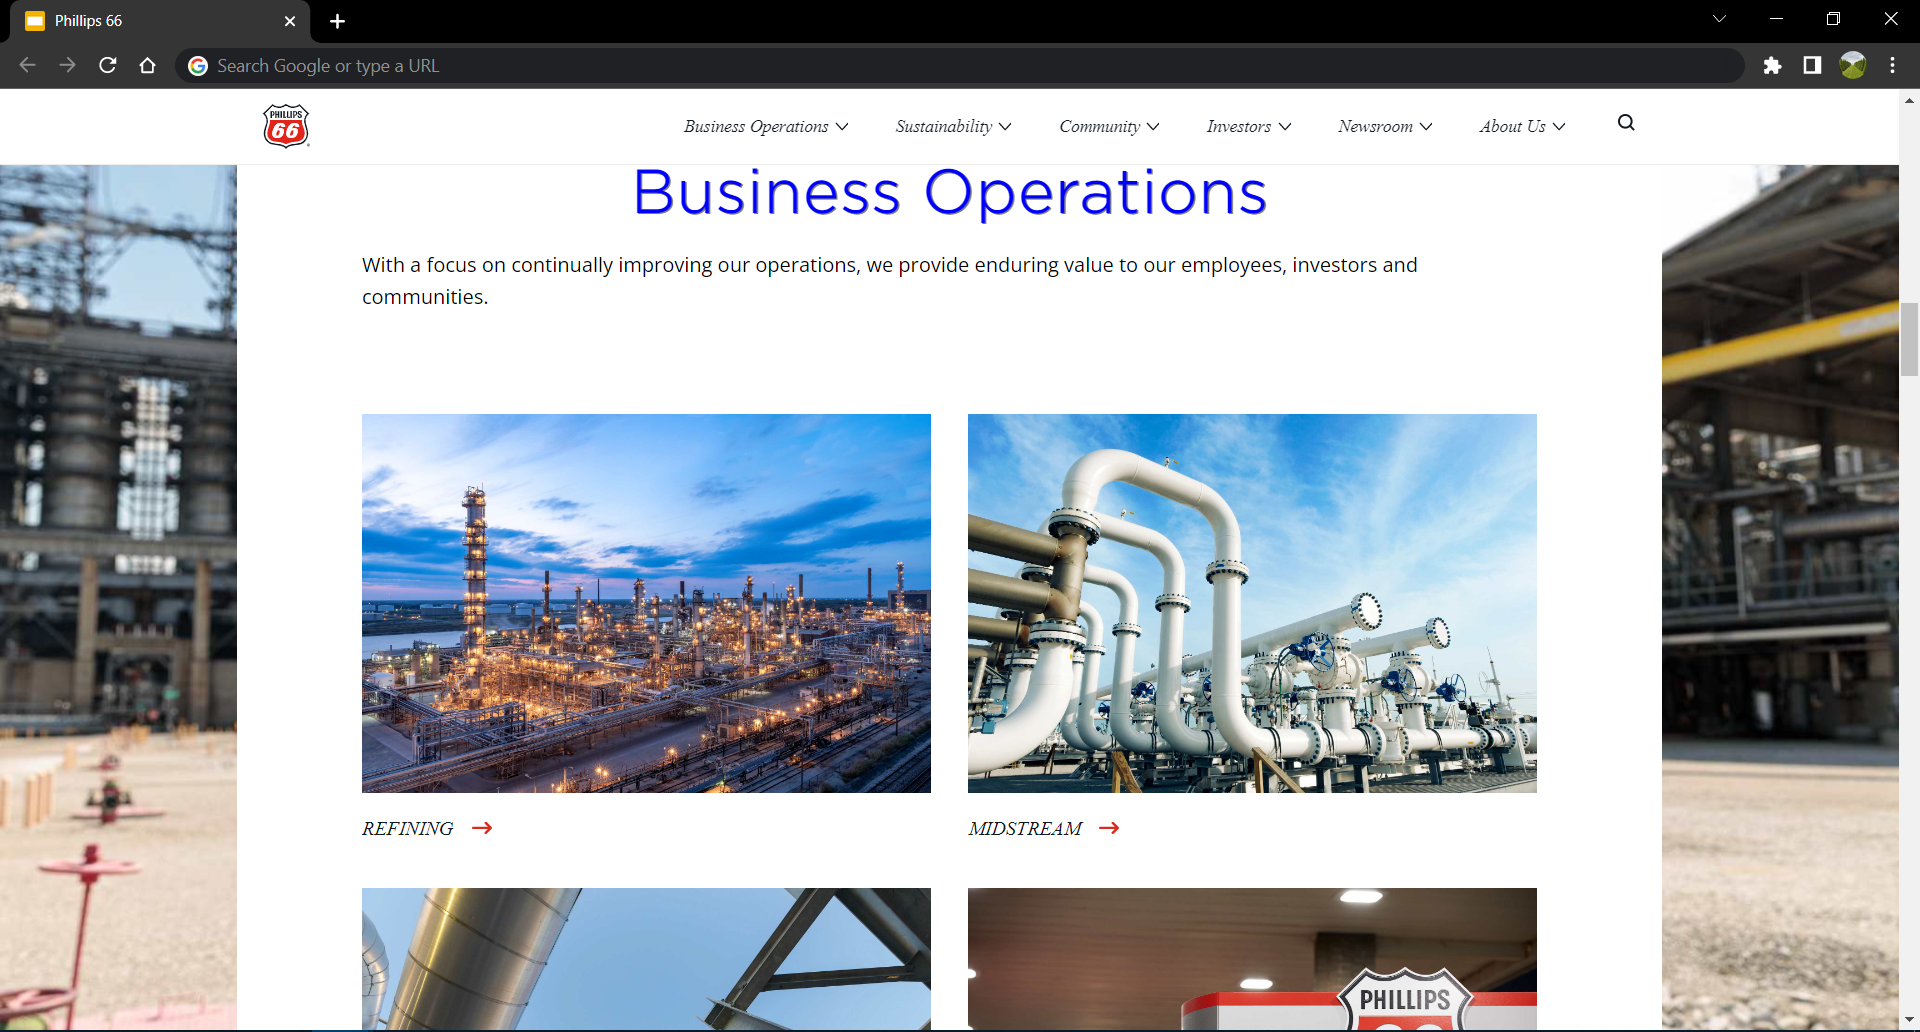 Phillips 66
Search Google or type a URL
PHILLIPS
66
Business Operations
Sustainability
Community
Investors
Newsroom
About Us
Business Operations
With a focus on continually improving our operations, we provide enduring value to our employees, investors and
communities.
REFINING
MIDSTREAM
PHILLIPS